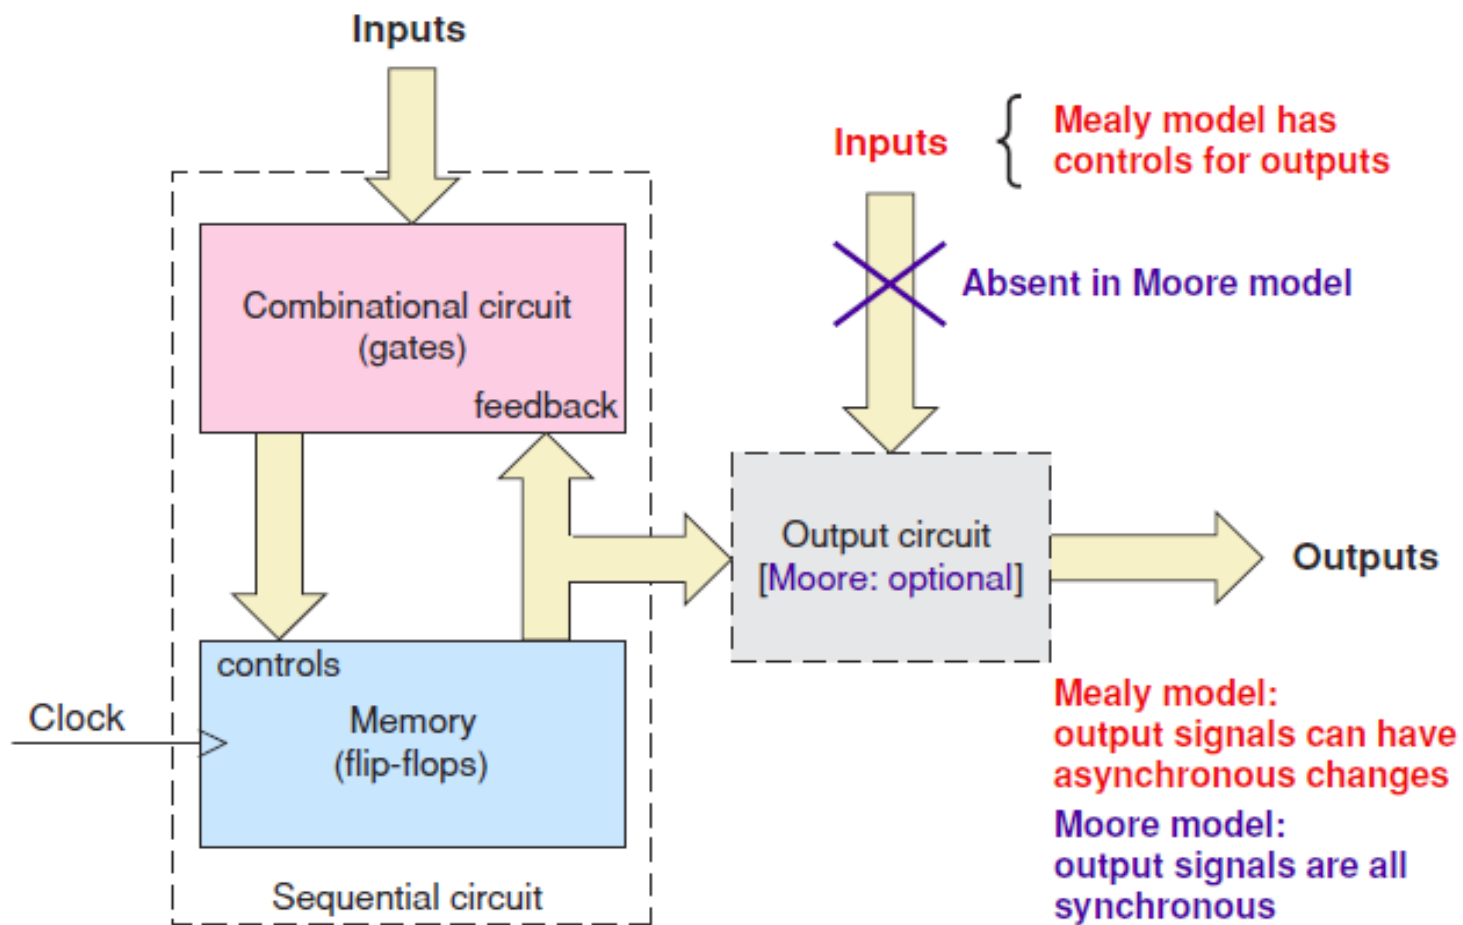 Inputs
Inputs
Mealy model has
controls for outputs
Absent in Moore model
Combinational circuit
(gates)
feedback
Output circuit
[Moore: optional]
Outputs
controls
Clock
Memory
(flip-flops)
Sequential circuit
Mealy model:
output signals can have
asynchronous changes
Moore model:
output signals are all
synchronous